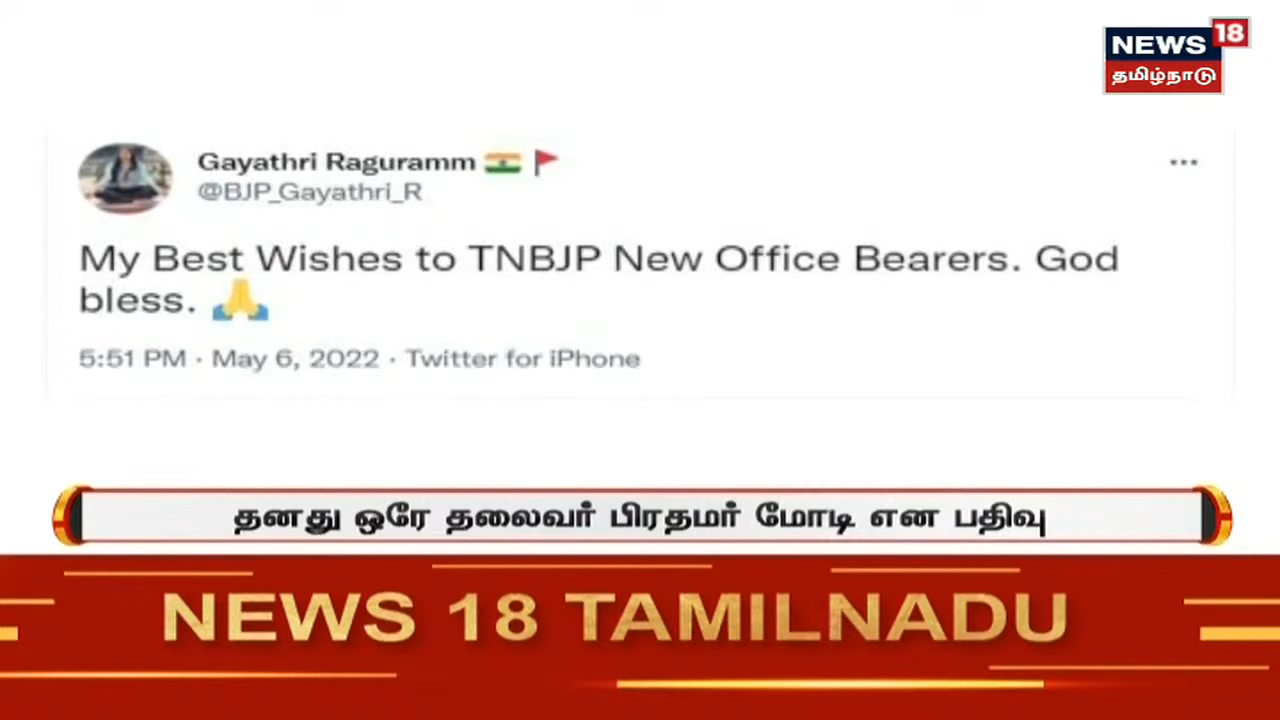 NEWS 18
தமிழ்நாடு
Gayathri Raguramm 🇮🇳 🚩
@BJP_Gayathri_R
My Best Wishes to TNBJP New Office Bearers. God
bless. 🙏
5:51 PM · May 6, 2022 · Twitter for iPhone
தனது ஒரே தலைவர் பிரதமர் மோடி என பதிவு
NEWS 18 TAMILNADU